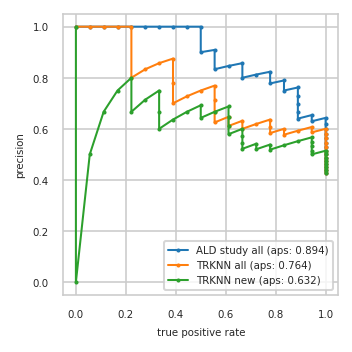 1.0
0.8
0.6
0.4
0.2
0.0
precision
0.0 0.2 0.4 0.6 0.8 1.0
true positive rate
ALD study all (aps: 0.894)
TRKNN all (aps: 0.764)
TRKNN new (aps: 0.632)